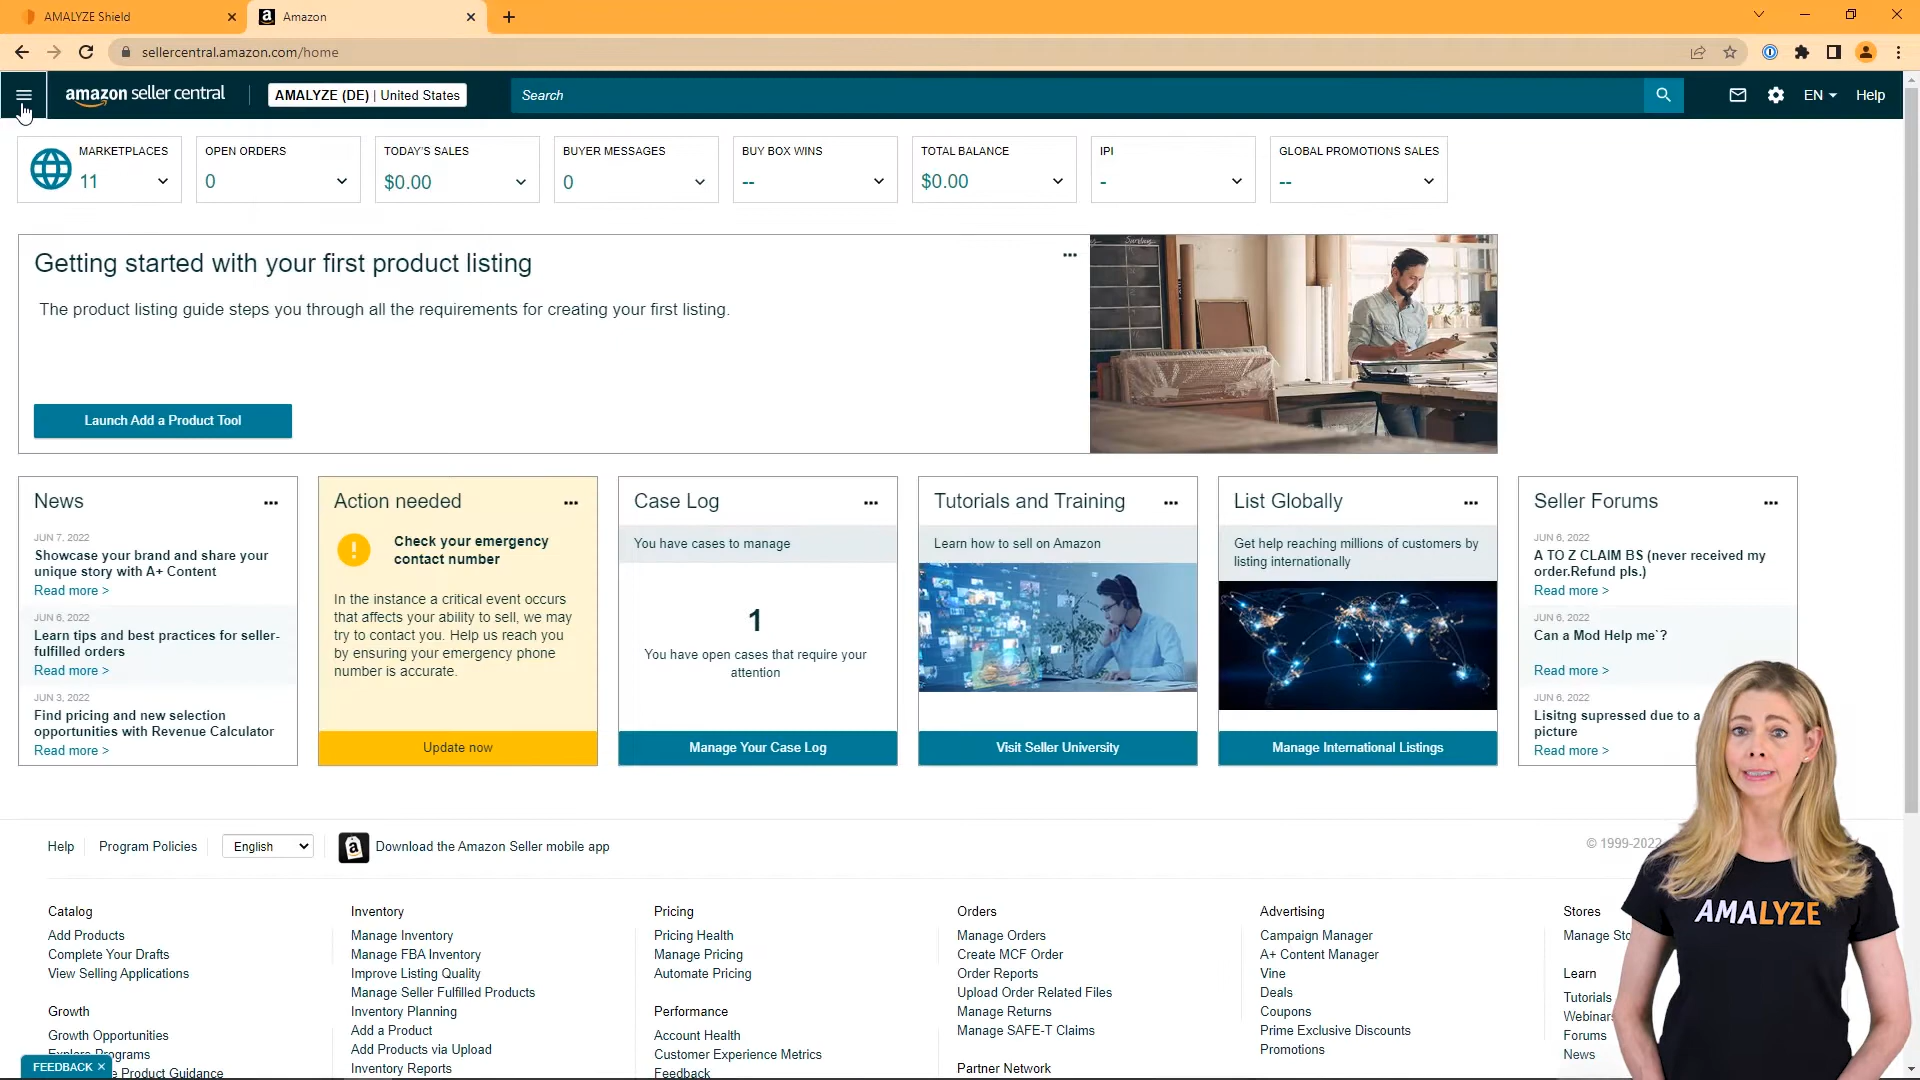 AMALYZE Shield
Amazon
sellercentral.amazon.com/home
amazon seller central
AMALYZE (DE) | United States
Search
EN
Help
MARKETPLACES
11
OPEN ORDERS
0
TODAY'S SALES
$0.00
BUYER MESSAGES
0
BUY BOX WINS
--
TOTAL BALANCE
$0.00
IPI
-
GLOBAL PROMOTIONS SALES
--
Getting started with your first product listing
The product listing guide steps you through all the requirements for creating your first listing.
Launch Add a Product Tool
News
JUN 7, 2022
Showcase your brand and share your
unique story with A+ Content
Read more >
JUN 6, 2022
Learn tips and best practices for seller-
fulfilled orders
Read more >
JUN 3, 2022
Find pricing and new selection
opportunities with Revenue Calculator
Read more >
Action needed
Check your emergency
contact number
In the instance a critical event occurs
that affects your ability to sell, we may
try to contact you. Help us reach you
by ensuring your emergency phone
number is accurate.
Update now
Case Log
You have cases to manage
1
You have open cases that require your
attention
Manage Your Case Log
Tutorials and Training
Learn how to sell on Amazon
Visit Seller University
List Globally
Get help reaching millions of customers by
listing internationally
Manage International Listings
Seller Forums
JUN 6, 2022
A TO Z CLAIM BS (never received my
order.Refund pls.)
Read more >
JUN 6, 2022
Can a Mod Help me`?
Read more >
JUN 6, 2022
Lisitng supressed due to a
picture
Read more >
Help
Program Policies
English
Download the Amazon Seller mobile app
© 1999-2022
Catalog
Add Products
Complete Your Drafts
View Selling Applications
Growth
Growth Opportunities
Explore Programs
Product Guidance
FEEDBACK ×
Inventory
Manage Inventory
Manage FBA Inventory
Improve Listing Quality
Manage Seller Fulfilled Products
Inventory Planning
Add a Product
Add Products via Upload
Inventory Reports
Pricing
Pricing Health
Manage Pricing
Automate Pricing
Performance
Account Health
Customer Experience Metrics
Feedback
Orders
Manage Orders
Create MCF Order
Order Reports
Upload Order Related Files
Manage Returns
Manage SAFE-T Claims
Partner Network
Advertising
Campaign Manager
A+ Content Manager
Vine
Deals
Coupons
Prime Exclusive Discounts
Promotions
Stores
Manage
Learn
Tutorials
Webinars
Forums
News
AMALYZE